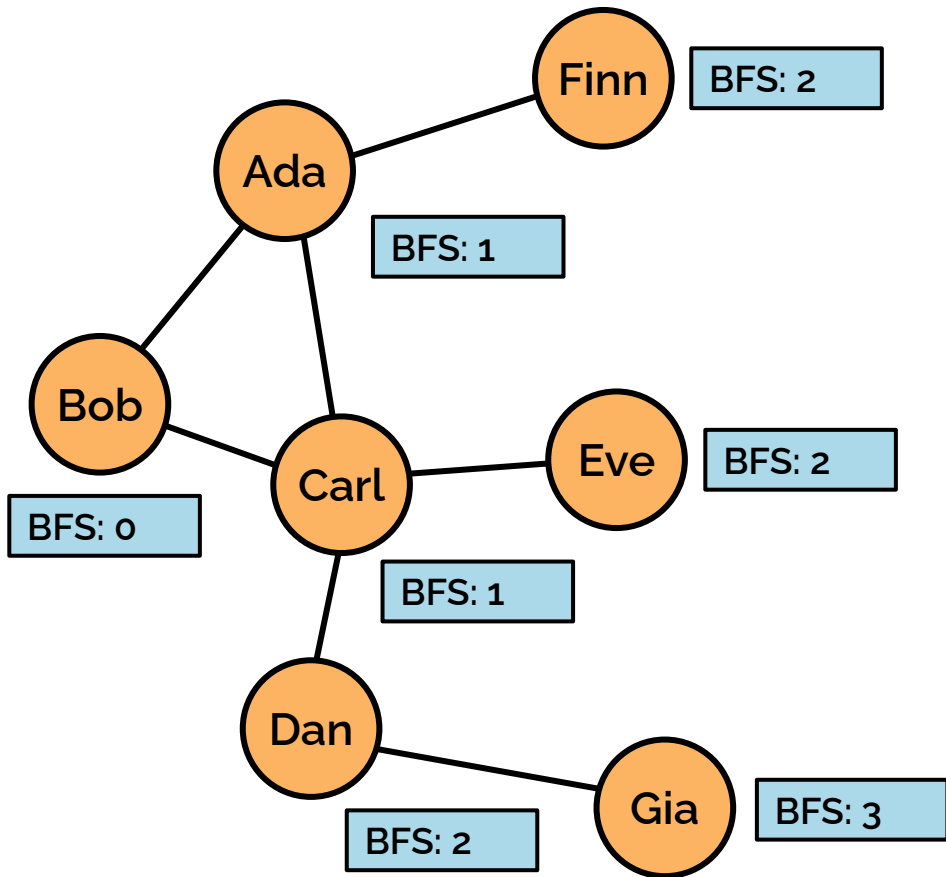 Finn
BFS: 2
Ada
BFS: 1
Bob
BFS: 0
Carl
BFS: 1
Eve
BFS: 2
Dan
BFS: 2
Gia
BFS: 3